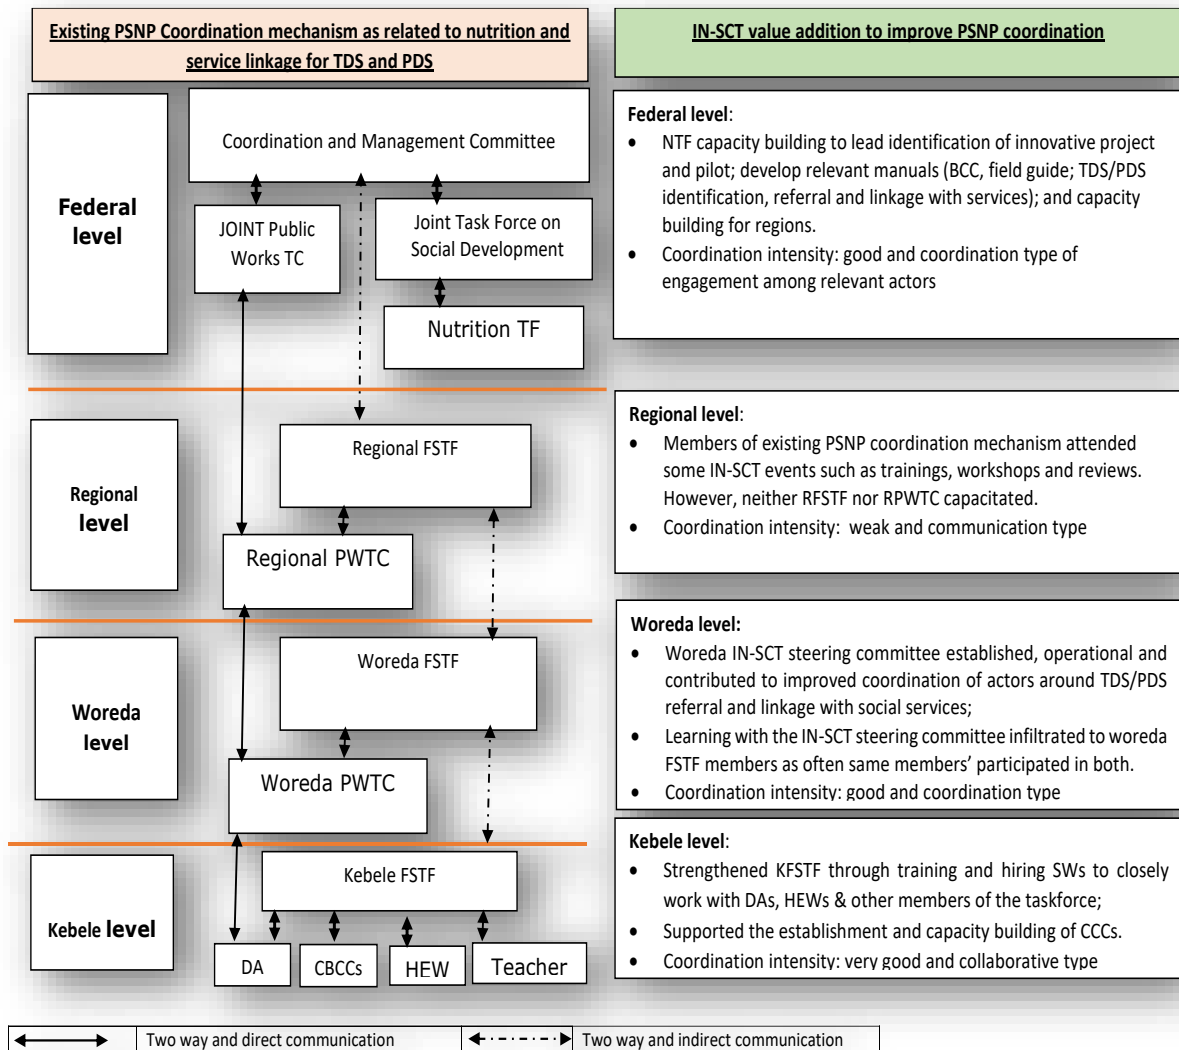 Existing PSNP Coordination mechanism as related to nutrition and
service linkage for TDS and PDS
IN-SCT value addition to improve PSNP coordination
Federal
level
Coordination and Management Committee
JOINT Public
Works TC
Joint Task Force on
Social Development
Nutrition TF
Federal level:
• NTF capacity building to lead identification of innovative project
and pilot; develop relevant manuals (BCC, field guide; TDS/PDS
identification, referral and linkage with services); and capacity
building for regions.
• Coordination intensity: good and coordination type of
engagement among relevant actors
Regional
level
Regional FSTF
Regional PWTC
Regional level:
• Members of existing PSNP coordination mechanism attended
some IN-SCT events such as trainings, workshops and reviews.
However, neither RFSTF nor RPWTC capacitated.
• Coordination intensity: weak and communication type
Woreda
level
Woreda FSTF
Woreda PWTC
Woreda level:
• Woreda IN-SCT steering committee established, operational and
contributed to improved coordination of actors around TDS/PDS
referral and linkage with social services;
• Learning with the IN-SCT steering committee infiltrated to woreda
FSTF members as often same members’ participated in both.
• Coordination intensity: good and coordination type
Kebele level
Kebele FSTF
DA
CBCCs
HEW
Teacher
Kebele level:
• Strengthened KFSTF through training and hiring SWs to closely
work with DAs, HEWs & other members of the taskforce;
• Supported the establishment and capacity building of CCCs.
• Coordination intensity: very good and collaborative type
Two way and direct communication
Two way and indirect communication